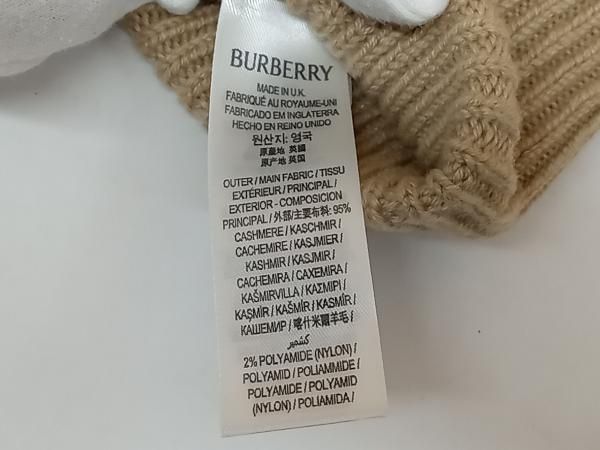 BURBERRY
MADE IN U.K.
FABRIQUÉ AU ROYAUME-UNI
FABRICADO EM INGLATERRA
HECHO EN REINO UNIDO
원산지: 영국
原產地 英國
原产地 英国
OUTER / MAIN FABRIC / TISSU
EXTÉRIEUR / PRINCIPAL /
EXTERIOR - COMPOSICION
PRINCIPAL / 外部/主要布料: 95%
CASHMERE / KASCHMIR /
CACHEMIRE / KASJMIER /
KASHMIR / KASJMIR /
CACHEMIRA / CAXEMIRA /
KAŠMIRVILLA / ΚΑΣΜΙΡΙ /
KAŞMİR / KAŠMIR / KASMÍR /
КАШЕМИР / 喀什米爾羊毛 /
كشمير
2% POLYAMIDE (NYLON) /
POLYAMID / POLIAMMIDE /
POLYAMIDE / POLYAMID
(NYLON) / POLIAMIDA /